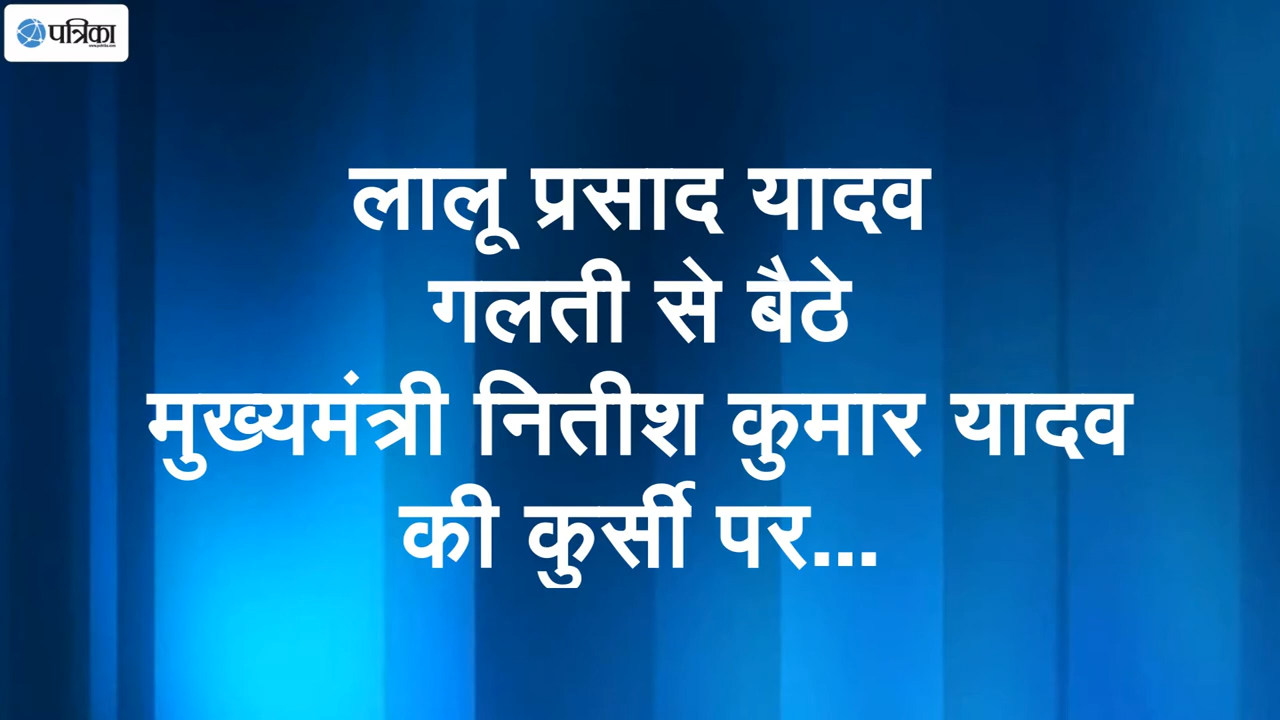 पत्रिका
लालू प्रसाद यादव
गलती से बैठे
मुख्यमंत्री नितीश कुमार यादव
की कुर्सी पर...